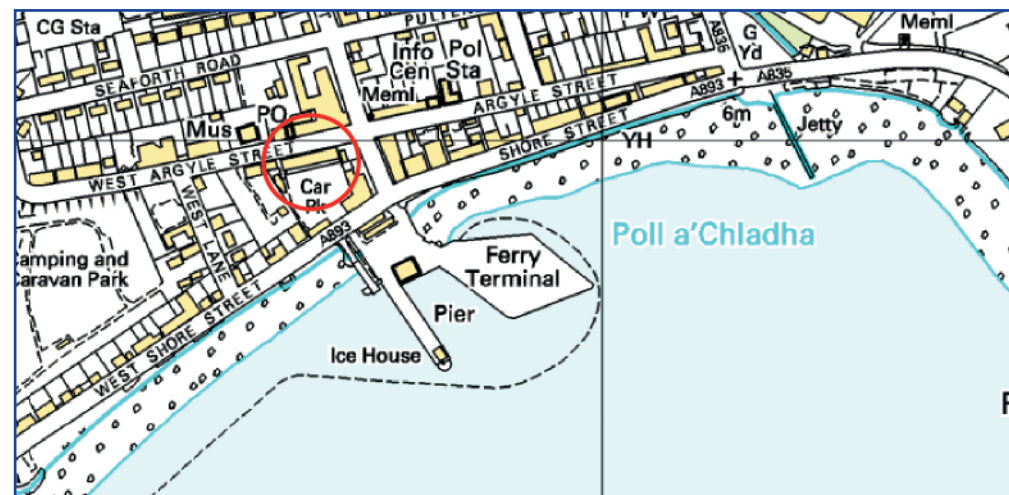 CG Sta
SEAFORTH ROAD
Info
Cen
Pol
Sta
Meml
PO
Mus
ARGYLE STREET
WEST ARGYLE STREET
Car
Pk
WEST LANE
Camping and
Caravan Park
WEST SHORE STREET
A893
SHORE STREET
A893
A835
A835
G
Yd
Meml
6m
Jetty
YH
Poll a'Chladha
Ferry
Terminal
Pier
Ice House